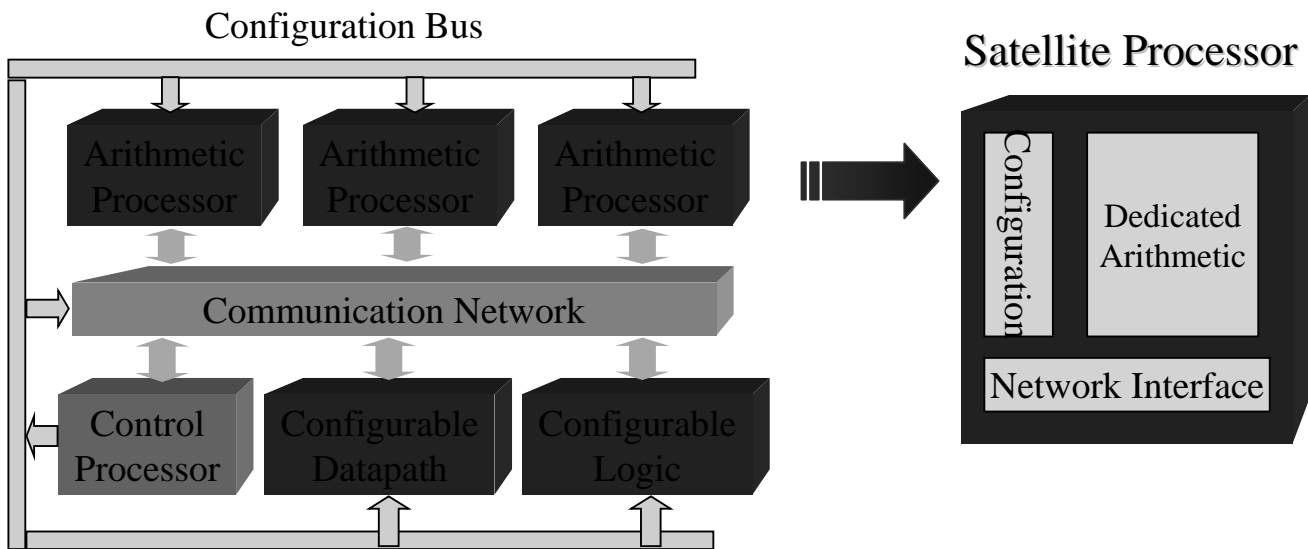 Configuration Bus
Satellite Processor
Arithmetic
Processor
Arithmetic
Processor
Arithmetic
Processor
Communication Network
Control
Processor
Configurable
Datapath
Configurable
Logic
Configuration
Dedicated
Arithmetic
Network Interface